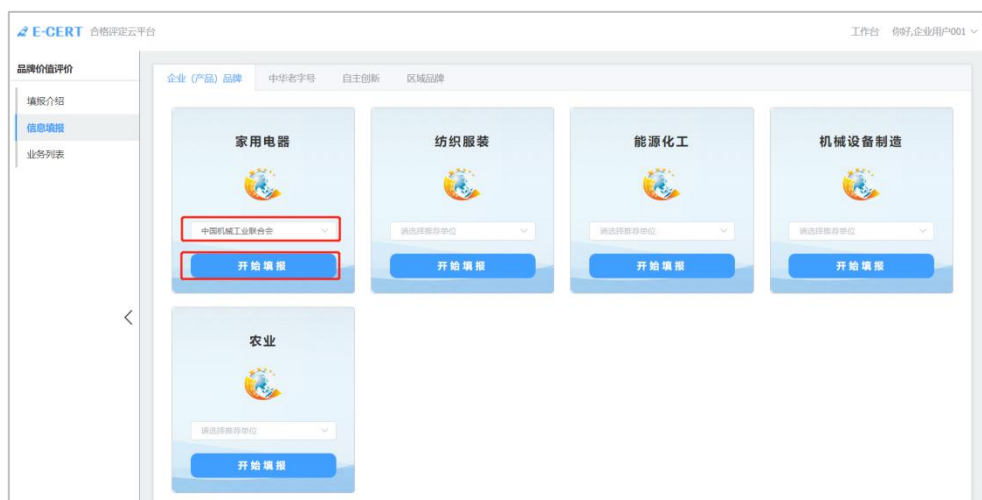 E-CERT 合格评定云平台
工作台 你好,企业用户001
品牌价值评价
填报介绍
信息填报
业务列表
企业（产品）品牌 中华老字号 自主创新 区域品牌
家用电器
中国机械工业联合会
开始填报
纺织服装
请选择推荐单位
开始填报
能源化工
请选择推荐单位
开始填报
机械设备制造
请选择推荐单位
开始填报
农业
请选择推荐单位
开始填报